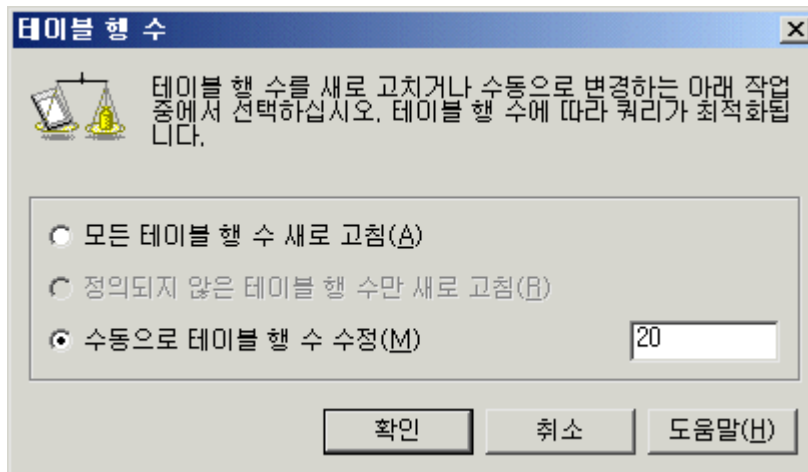 테이블 행 수
테이블 행 수를 새로 고치거나 수동으로 변경하는 아래 작업
중에서 선택하십시오. 테이블 행 수에 따라 쿼리가 최적화됩
니다.
모든 테이블 행 수 새로 고침(A)
정의되지 않은 테이블 행 수만 새로 고침(R)
수동으로 테이블 행 수 수정(M) 20
확인 취소 도움말(H)